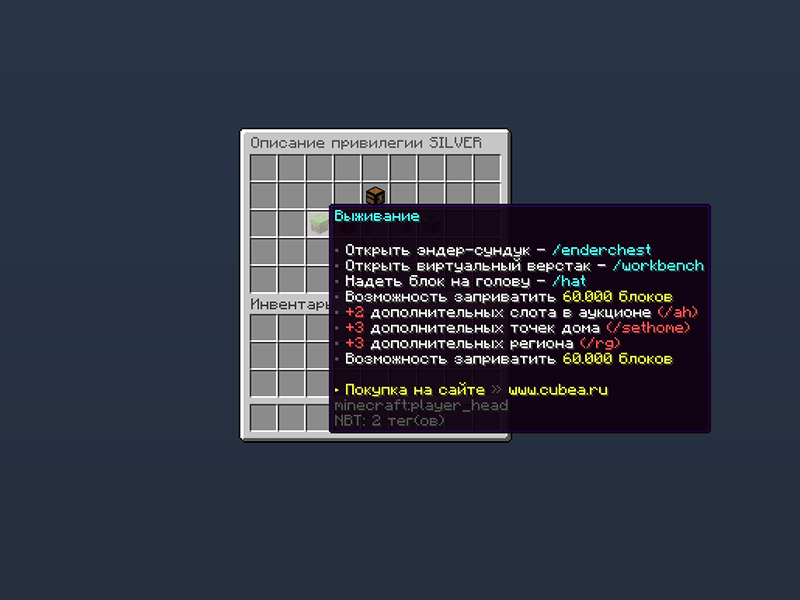 Описание привилегии SILVER
Выживание
• Открыть эндер-сундук - /enderchest
• Открыть виртуальный верстак - /workbench
• Надеть блок на голову - /hat
• Возможность заприватить 60.000 блоков
• +2 дополнительных слота в аукционе (/ah)
• +3 дополнительных точек дома (/sethome)
• +3 дополнительных региона (/rg)
• Возможность заприватить 60.000 блоков
Инвентарь
▸ Покупка на сайте » www.cubea.ru
minecraft:player_head
NBT: 2 тег(ов)